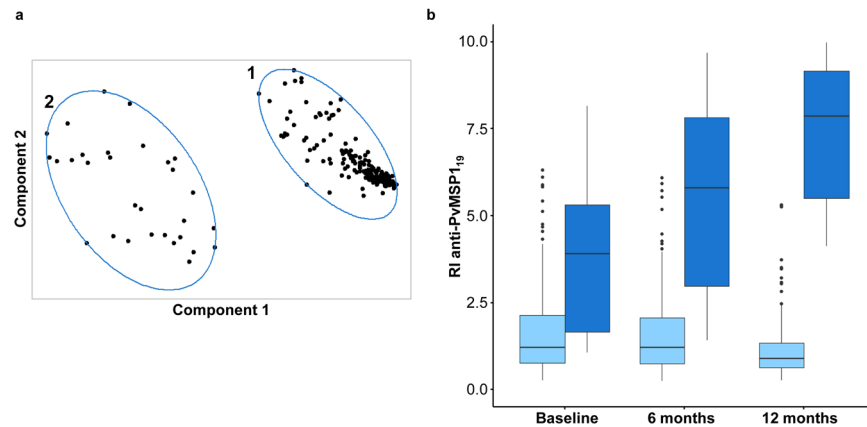 a
1
2
Component 2
Component 1
b
RI anti-PvMSP1₁₉
10.0
7.5
5.0
2.5
0.0
Baseline 6 months 12 months